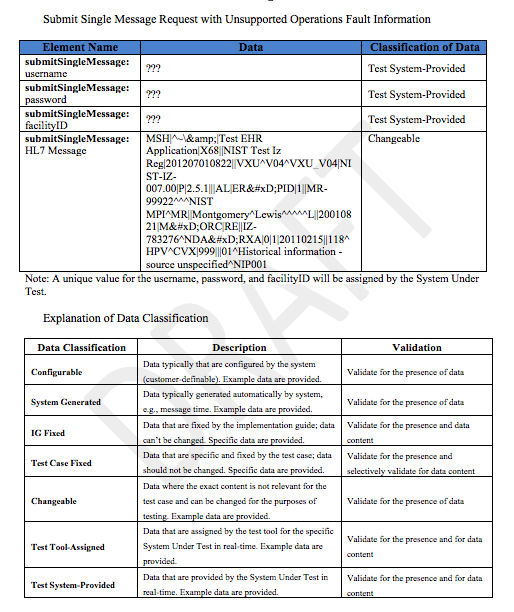 Submit Single Message Request with Unsupported Operations Fault Information
Element Name Data Classification of Data
submitSingleMessage: username ??? Test System-Provided
submitSingleMessage: password ??? Test System-Provided
submitSingleMessage: facilityID ??? Test System-Provided
submitSingleMessage: HL7 Message
MSH|^~\&amp;|Test EHR
Application|X68||NIST Test Iz
Reg|201207010822||VXU^V04^VXU_V04|NI
ST-IZ-
007.00|P|2.5.1|||AL|ER&#xD;PID|1||MR-
99922^^^NIST
MPI^MR||Montgomery^Lewis^^^^^L||200108
21|M&#xD;ORC|RE||IZ-
783276^NDA&#xD;RXA|0|1|20110215||118^
HPV^CVX|999|||01^Historical information -
source unspecified^NIP001
Changeable
Note: A unique value for the username, password, and facilityID will be assigned by the System Under
Test.
Explanation of Data Classification
Data Classification Description Validation
Configurable
Data typically that are configured by the system
(customer-definable). Example data are provided.
Validate for the presence of data
System Generated
Data typically generated automatically by system,
e.g., message time. Example data are provided.
Validate for the presence of data
IG Fixed
Data that are fixed by the implementation guide; data
can't be changed. Specific data are provided.
Validate for the presence and data
content
Test Case Fixed
Data that are specific and fixed by the test case; data
should not be changed. Specific data are provided.
Validate for the presence and
selectively validate for data content
Changeable
Data where the exact content is not relevant for the
test case and can be changed for the purposes of
testing. Example data are provided.
Validate for the presence of data
Test Tool-Assigned
Data that are assigned by the test tool for the specific
System Under Test in real-time. Example data are
provided.
Validate for the presence and for data
content
Test System-Provided
Data that are provided by the System Under Test in
real-time. Example data are provided.
Validate for the presence and for data
content
DRAFT